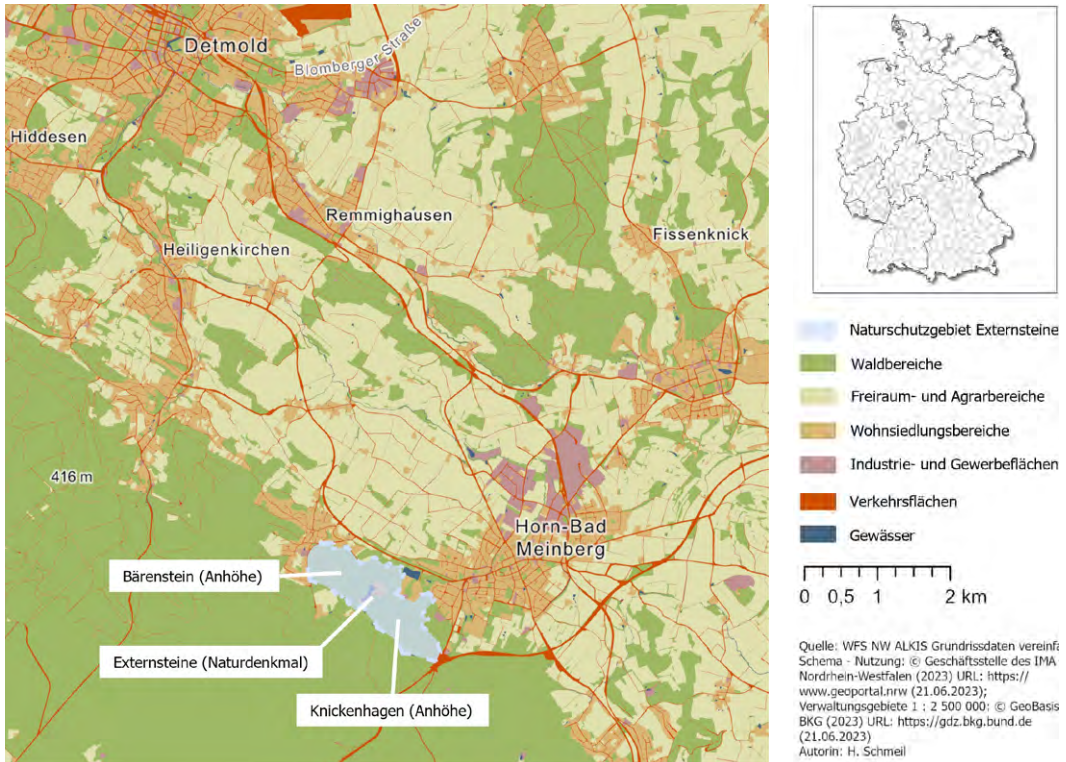 Detmold
Blomberger Straße
Hiddesen
Remmighausen
Fissenknick
Heiligenkirchen
416 m
Horn-Bad
Meinberg
Bärenstein (Anhöhe)
Externsteine (Naturdenkmal)
Knickenhagen (Anhöhe)
Naturschutzgebiet Externsteine
Waldbereiche
Freiraum- und Agrarbereiche
Wohnsiedlungsbereiche
Industrie- und Gewerbeflächen
Verkehrsflächen
Gewässer
0 0,5 1 2 km
Quelle: WFS NW ALKIS Grundrissdaten vereinfa
Schema - Nutzung: © Geschäftsstelle des IMA
Nordrhein-Westfalen (2023) URL: https://
www.geoportal.nrw (21.06.2023);
Verwaltungsgebiete 1 : 2 500 000: © GeoBasis
BKG (2023) URL: https://gdz.bkg.bund.de
(21.06.2023)
Autorin: H. Schmeil